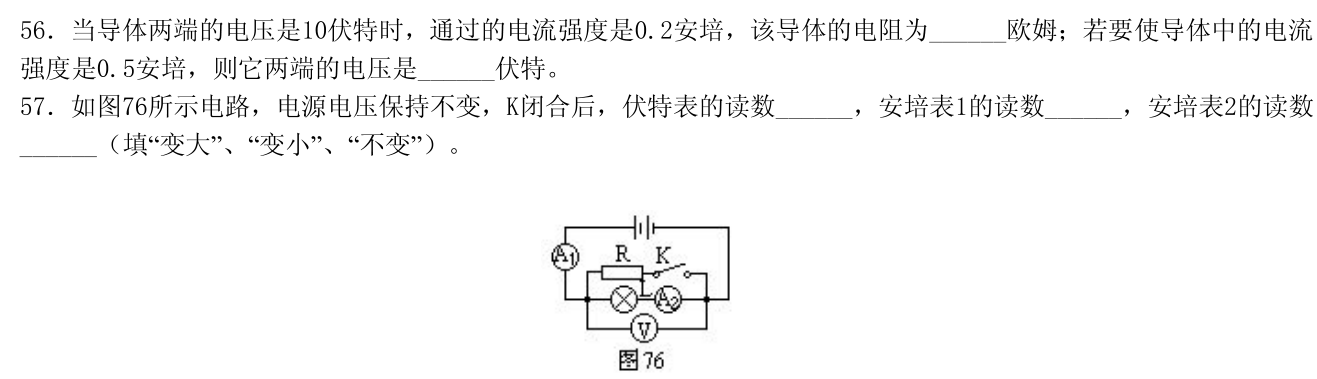 56. 当导体两端的电压是10伏特时，通过的电流强度是0.2安培，该导体的电阻为______欧姆；若要使导体中的电流
强度是0.5安培，则它两端的电压是______伏特。
57. 如图76所示电路，电源电压保持不变，K闭合后，伏特表的读数______，安培表1的读数______，安培表2的读数
______（填“变大”、“变小”、“不变”）。
R K
A1
A2
V
图76